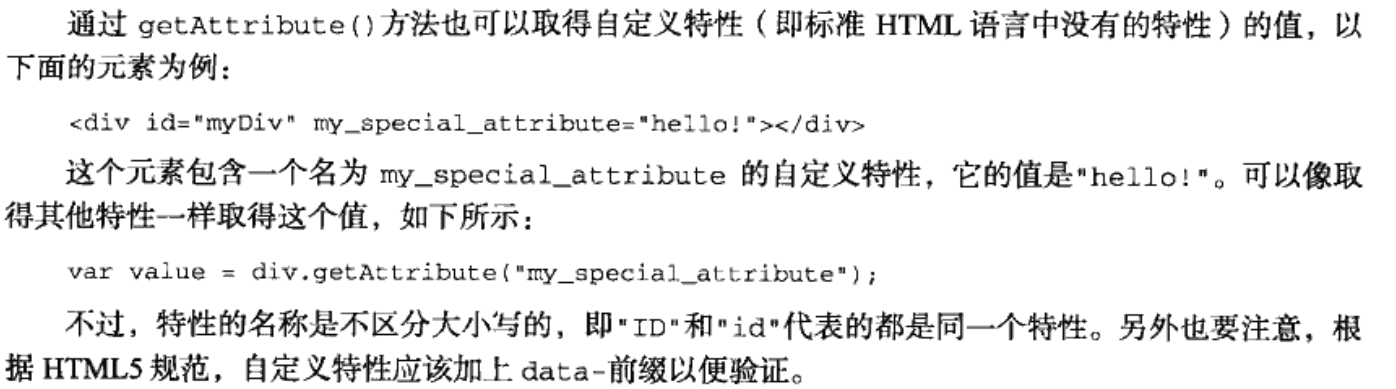 通过 getAttribute()方法也可以取得自定义特性（即标准 HTML 语言中没有的特性）的值，以
下面的元素为例：
<div id="myDiv" my_special_attribute="hello!"></div>
这个元素包含一个名为 my_special_attribute 的自定义特性，它的值是"hello!"。可以像取
得其他特性一样取得这个值，如下所示：
var value = div.getAttribute("my_special_attribute");
不过，特性的名称是不区分大小写的，即"ID"和"id"代表的都是同一个特性。另外也要注意，根
据 HTML5 规范，自定义特性应该加上 data-前缀以便验证。